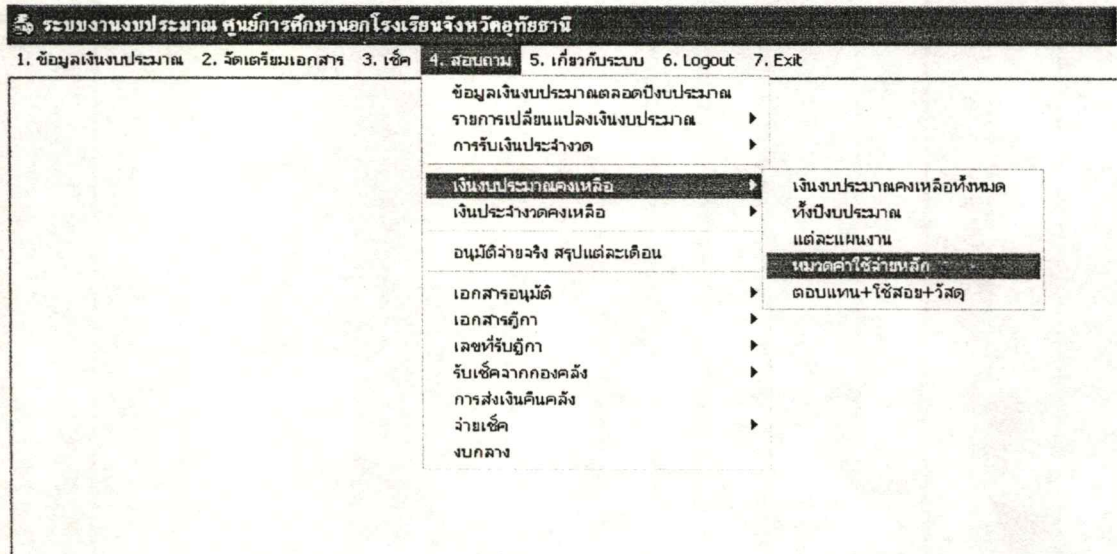 ระบบงานงบประมาณ ศูนย์การศึกษานอกโรงเรียนจังหวัดอุทัยธานี
1. ข้อมูลเงินงบประมาณ 2. จัดเตรียมเอกสาร 3. เช็ค 4. สอบถาม 5. เกี่ยวกับระบบ 6. Logout 7. Exit
ข้อมูลเงินงบประมาณตลอดปีงบประมาณ
รายการเปลี่ยนแปลงเงินงบประมาณ
การรับเงินประจำงวด
เงินงบประมาณคงเหลือ
เงินประจำงวดคงเหลือ
อนุมัติจ่ายจริง สรุปแต่ละเดือน
เอกสารอนุมัติ
เอกสารฎีกา
เลขที่รับฎีกา
รับเช็คจากกองคลัง
การส่งเงินคืนคลัง
จ่ายเช็ค
งบกลาง
เงินงบประมาณคงเหลือทั้งหมด
ทั้งปีงบประมาณ
แต่ละแผนงาน
หมวดค่าใช้จ่ายหลัก
ตอบแทน+ใช้สอย+วัสดุ